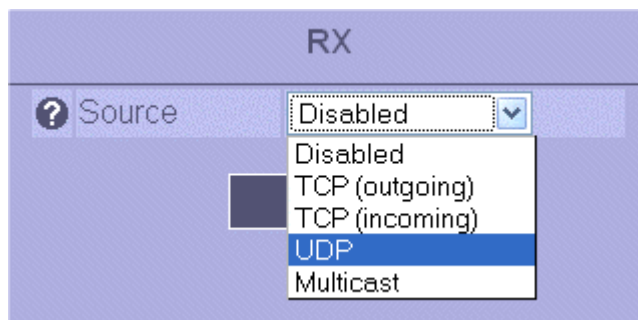 RX
? Source Disabled
Disabled
TCP (outgoing)
TCP (incoming)
UDP
Multicast